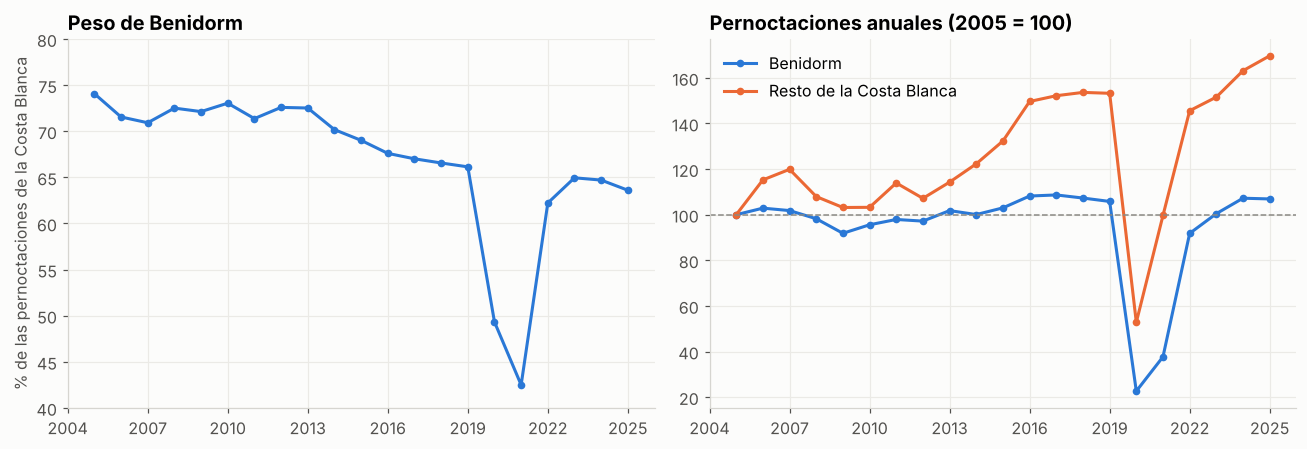 Peso de Benidorm
% de las pernoctaciones de la Costa Blanca
80
75
70
65
60
55
50
45
40
2004 2007 2010 2013 2016 2019 2022 2025
Pernoctaciones anuales (2005 = 100)
Benidorm
Resto de la Costa Blanca
160
140
120
100
80
60
40
20
2004 2007 2010 2013 2016 2019 2022 2025